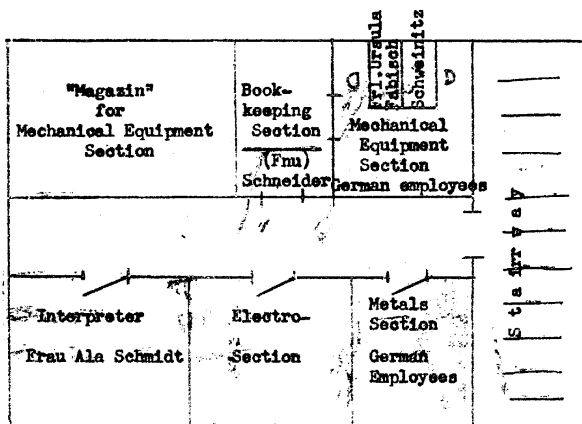 "Magazin"
for
Mechanical Equipment
Section
Book-
keeping
Section
(Fnu)
Schneider
Frl.Ursula
Fabisch
Schweinitz
Mechanical
Equipment
Section
German employees
Stairway
Interpreter
Frau Ala Schmidt
Electro-
Section
Metals
Section
German
Employees